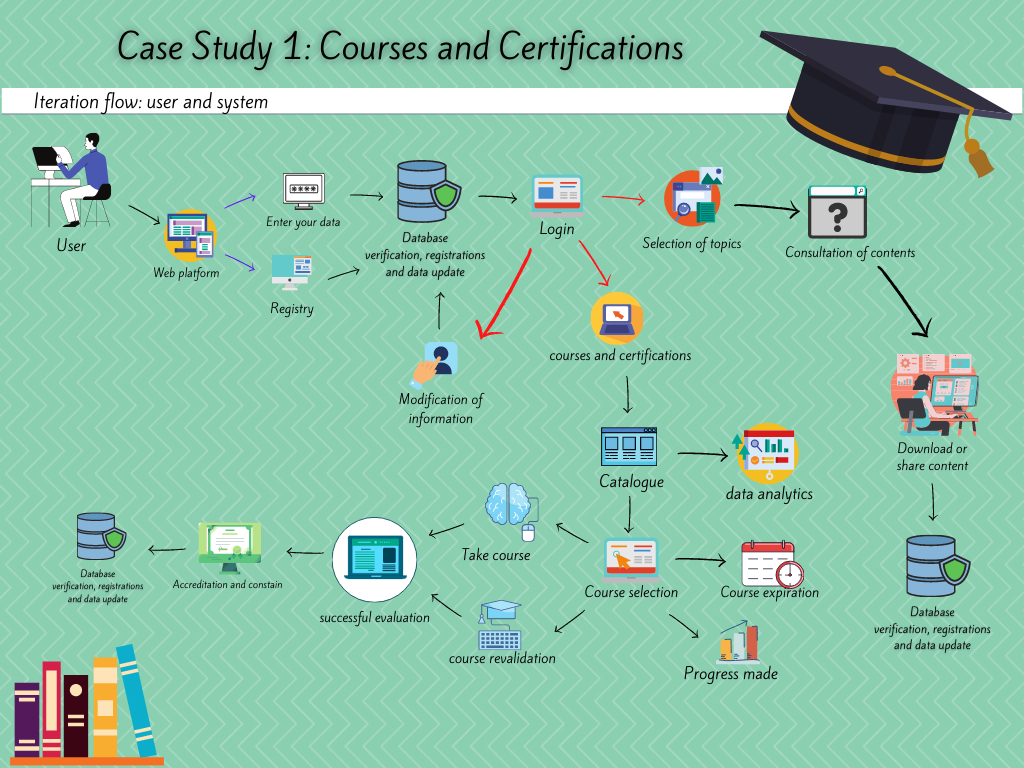 Case Study 1: Courses and Certifications
Iteration flow: user and system
User
Web platform
****
Enter your data
Registry
Database
verification, registrations
and data update
Login
Selection of topics
?
Consultation of contents
Modification of
information
courses and certifications
Catalogue
data analytics
Download or
share content
Database
verification, registrations
and data update
Take course
Course selection
Course expiration
course revalidation
Progress made
successful evaluation
Accreditation and constain
Database
verification, registrations
and data update